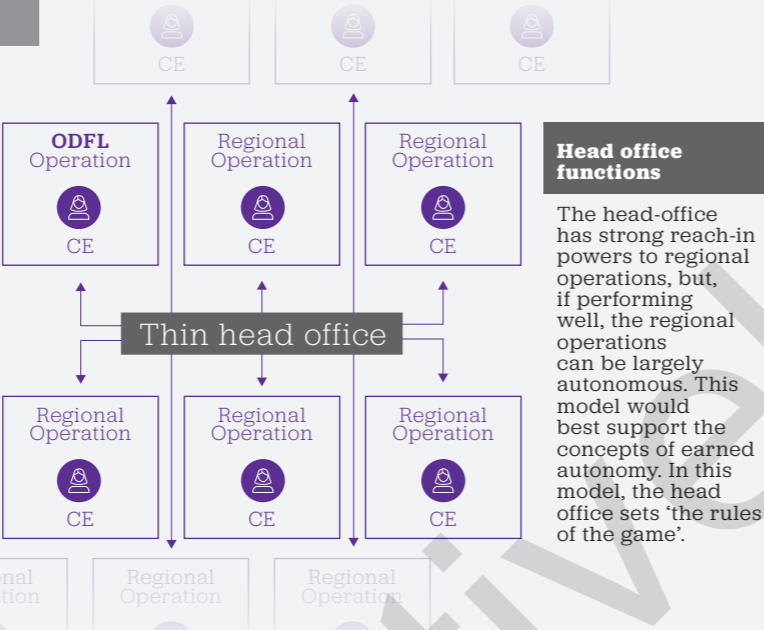 CE
CE
CE
ODFL
Operation
CE
Regional
Operation
CE
Regional
Operation
CE
Head office
functions
The head-office
has strong reach-in
powers to regional
operations, but,
if performing
well, the regional
operations
can be largely
autonomous. This
model would
best support the
concepts of earned
autonomy. In this
model, the head
office sets ‘the rules
of the game’.
Thin head office
Regional
Operation
CE
Regional
Operation
CE
Regional
Operation
CE
Regional
Operation
Regional
Operation